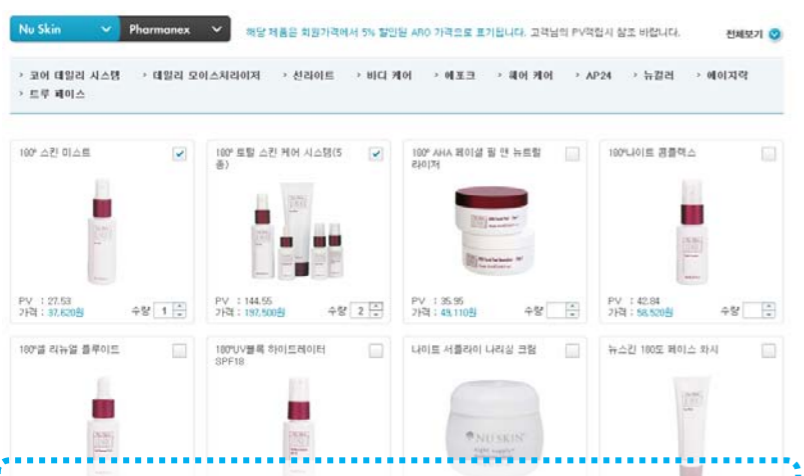 Nu Skin
Pharmanex
해당 제품은 회원가격에서 5% 할인된 ARO 가격으로 표기됩니다. 고객님의 PV적립시 참조 바랍니다.
전체보기
› 코어 데일리 시스템 › 데일리 모이스처라이저 › 선라이트 › 바디 케어 › 에포크 › 헤어 케어 › AP24 › 뉴컬러 › 에이지락
› 트루 페이스
180° 스킨 미스트
180° 토탈 스킨 케어 시스템(5
종)
180° AHA 페이셜 필 앤 뉴트럴
라이저
180°나이트 콤플렉스
PV : 27.53
가격 : 37,620원
수량 1
PV : 144.55
가격 : 197,500원
수량 2
PV : 35.95
가격 : 49,110원
수량
PV : 42.84
가격 : 58,520원
수량
180°셀 리뉴얼 플루이드
180°UV블록 하이드레이터
SPF18
나이트 서플라이 나리싱 크림
뉴스킨 180도 페이스 와시
NU SKIN